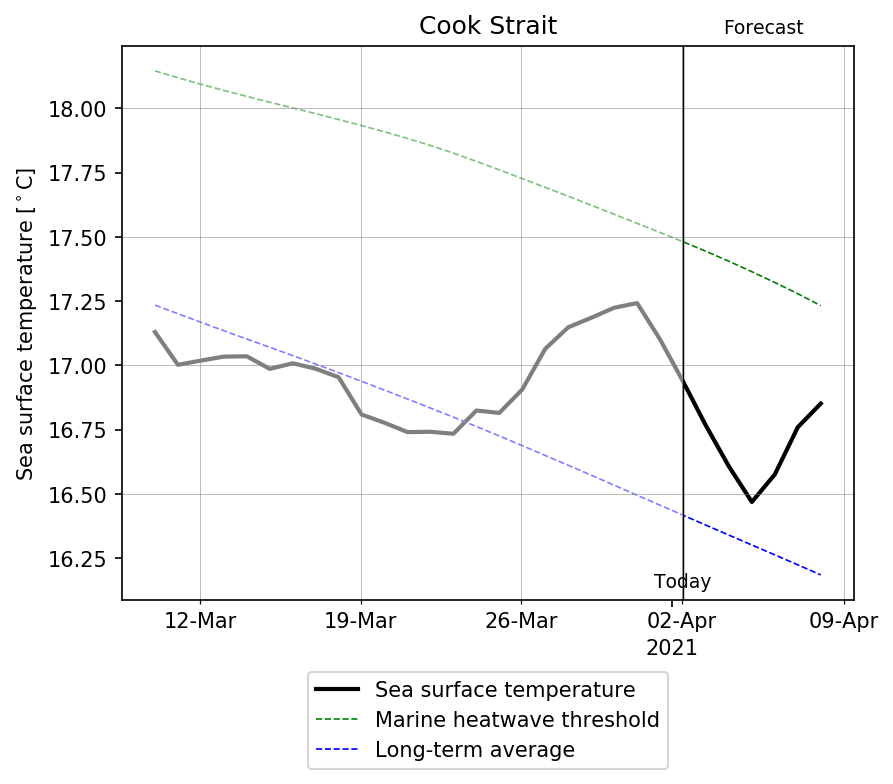 Cook Strait
Forecast
Sea surface temperature [°C]
18.00
17.75
17.50
17.25
17.00
16.75
16.50
16.25
Today
12-Mar 19-Mar 26-Mar 02-Apr 09-Apr
2021
Sea surface temperature
Marine heatwave threshold
Long-term average